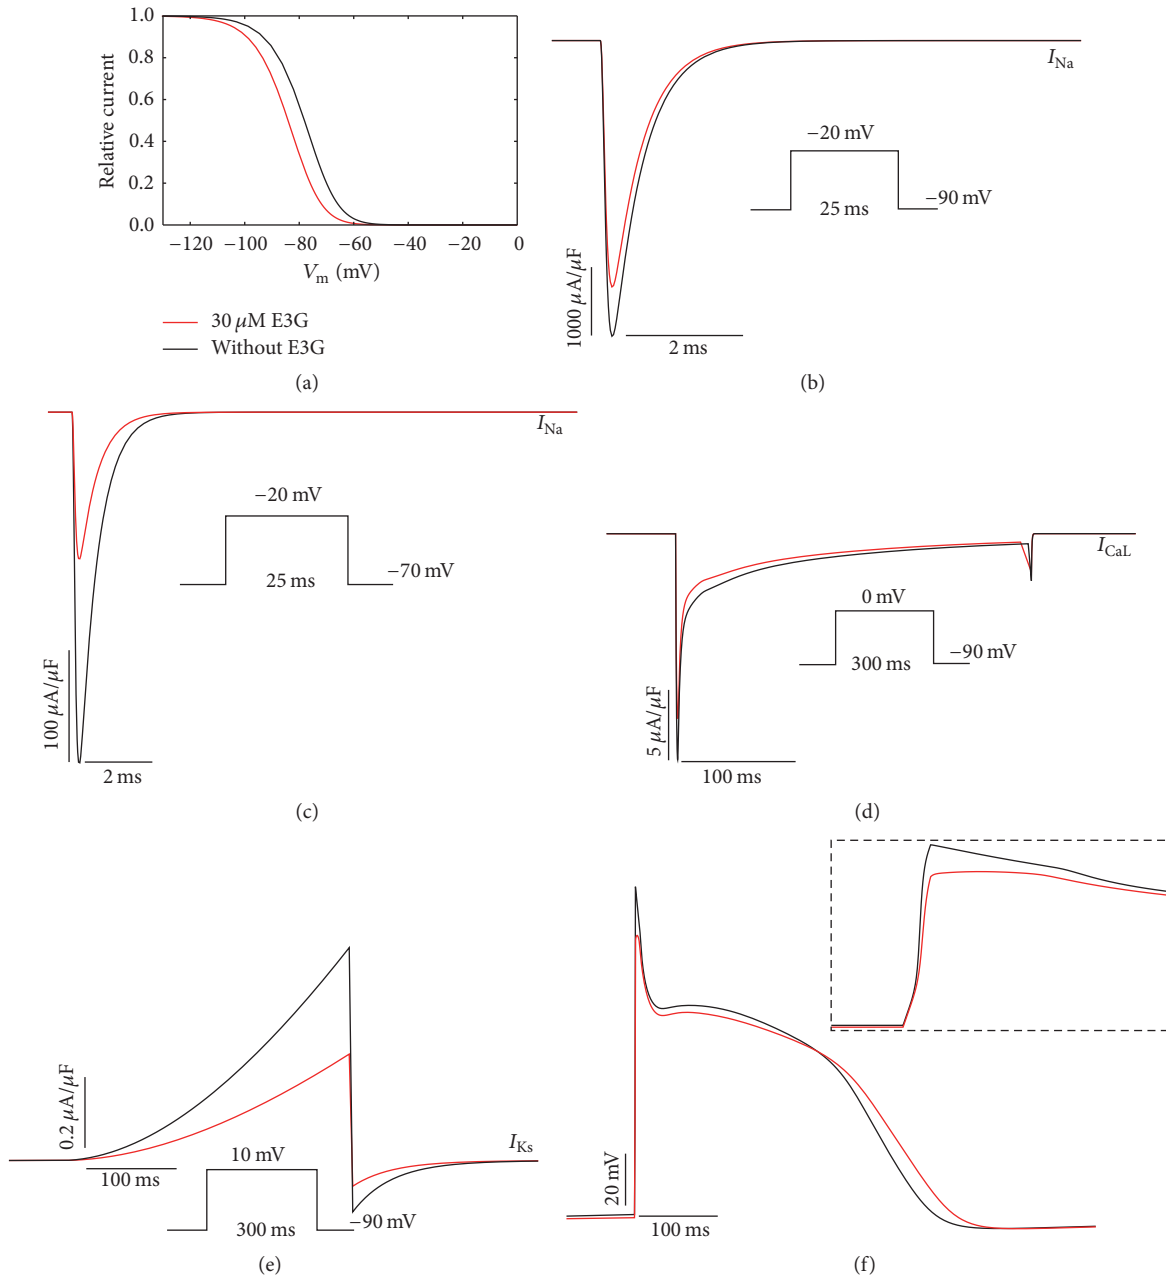 1.0
0.8
0.6
0.4
0.2
0.0
Relative current
−120 −100 −80 −60 −40 −20 0
Vm (mV)
30 μM E3G
Without E3G
(a)
INa
−20 mV
25 ms
−90 mV
1000 μA/μF
2 ms
(b)
INa
−20 mV
25 ms
−70 mV
100 μA/μF
2 ms
(c)
ICaL
0 mV
300 ms
−90 mV
5 μA/μF
100 ms
(d)
0.2 μA/μF
100 ms
IKs
10 mV
300 ms
−90 mV
(e)
20 mV
100 ms
(f)